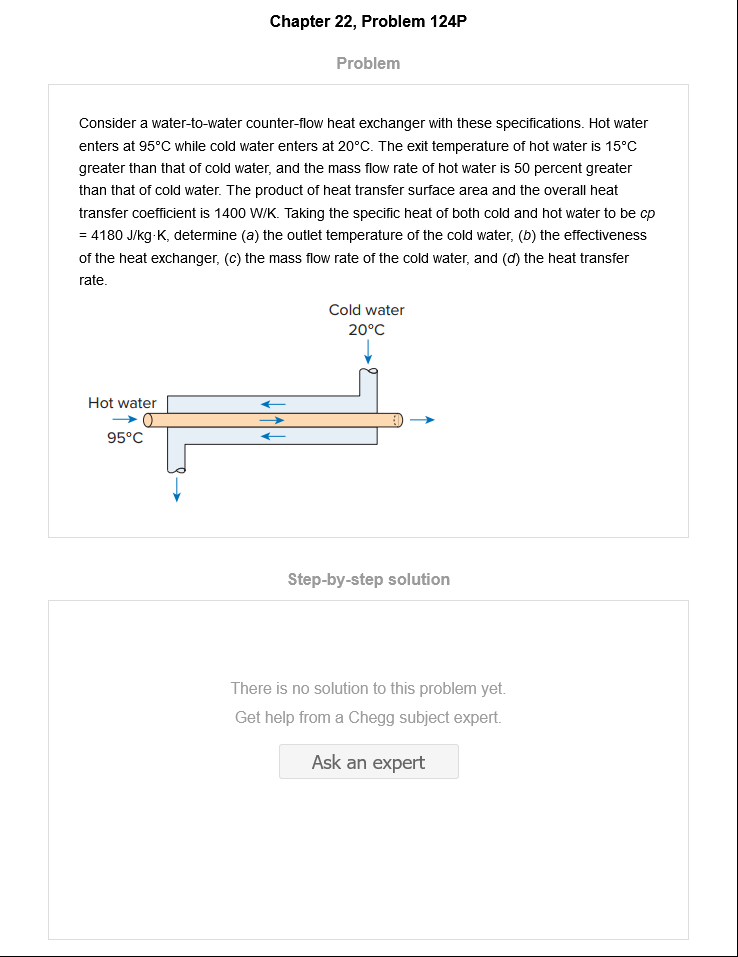 Chapter 22, Problem 124P
Problem
Consider a water-to-water counter-flow heat exchanger with these specifications. Hot water
enters at 95°C while cold water enters at 20°C. The exit temperature of hot water is 15°C
greater than that of cold water, and the mass flow rate of hot water is 50 percent greater
than that of cold water. The product of heat transfer surface area and the overall heat
transfer coefficient is 1400 W/K. Taking the specific heat of both cold and hot water to be cp
= 4180 J/kg·K, determine (a) the outlet temperature of the cold water, (b) the effectiveness
of the heat exchanger, (c) the mass flow rate of the cold water, and (d) the heat transfer
rate.
Cold water
20°C
Hot water
95°C
Step-by-step solution
There is no solution to this problem yet.
Get help from a Chegg subject expert.
Ask an expert